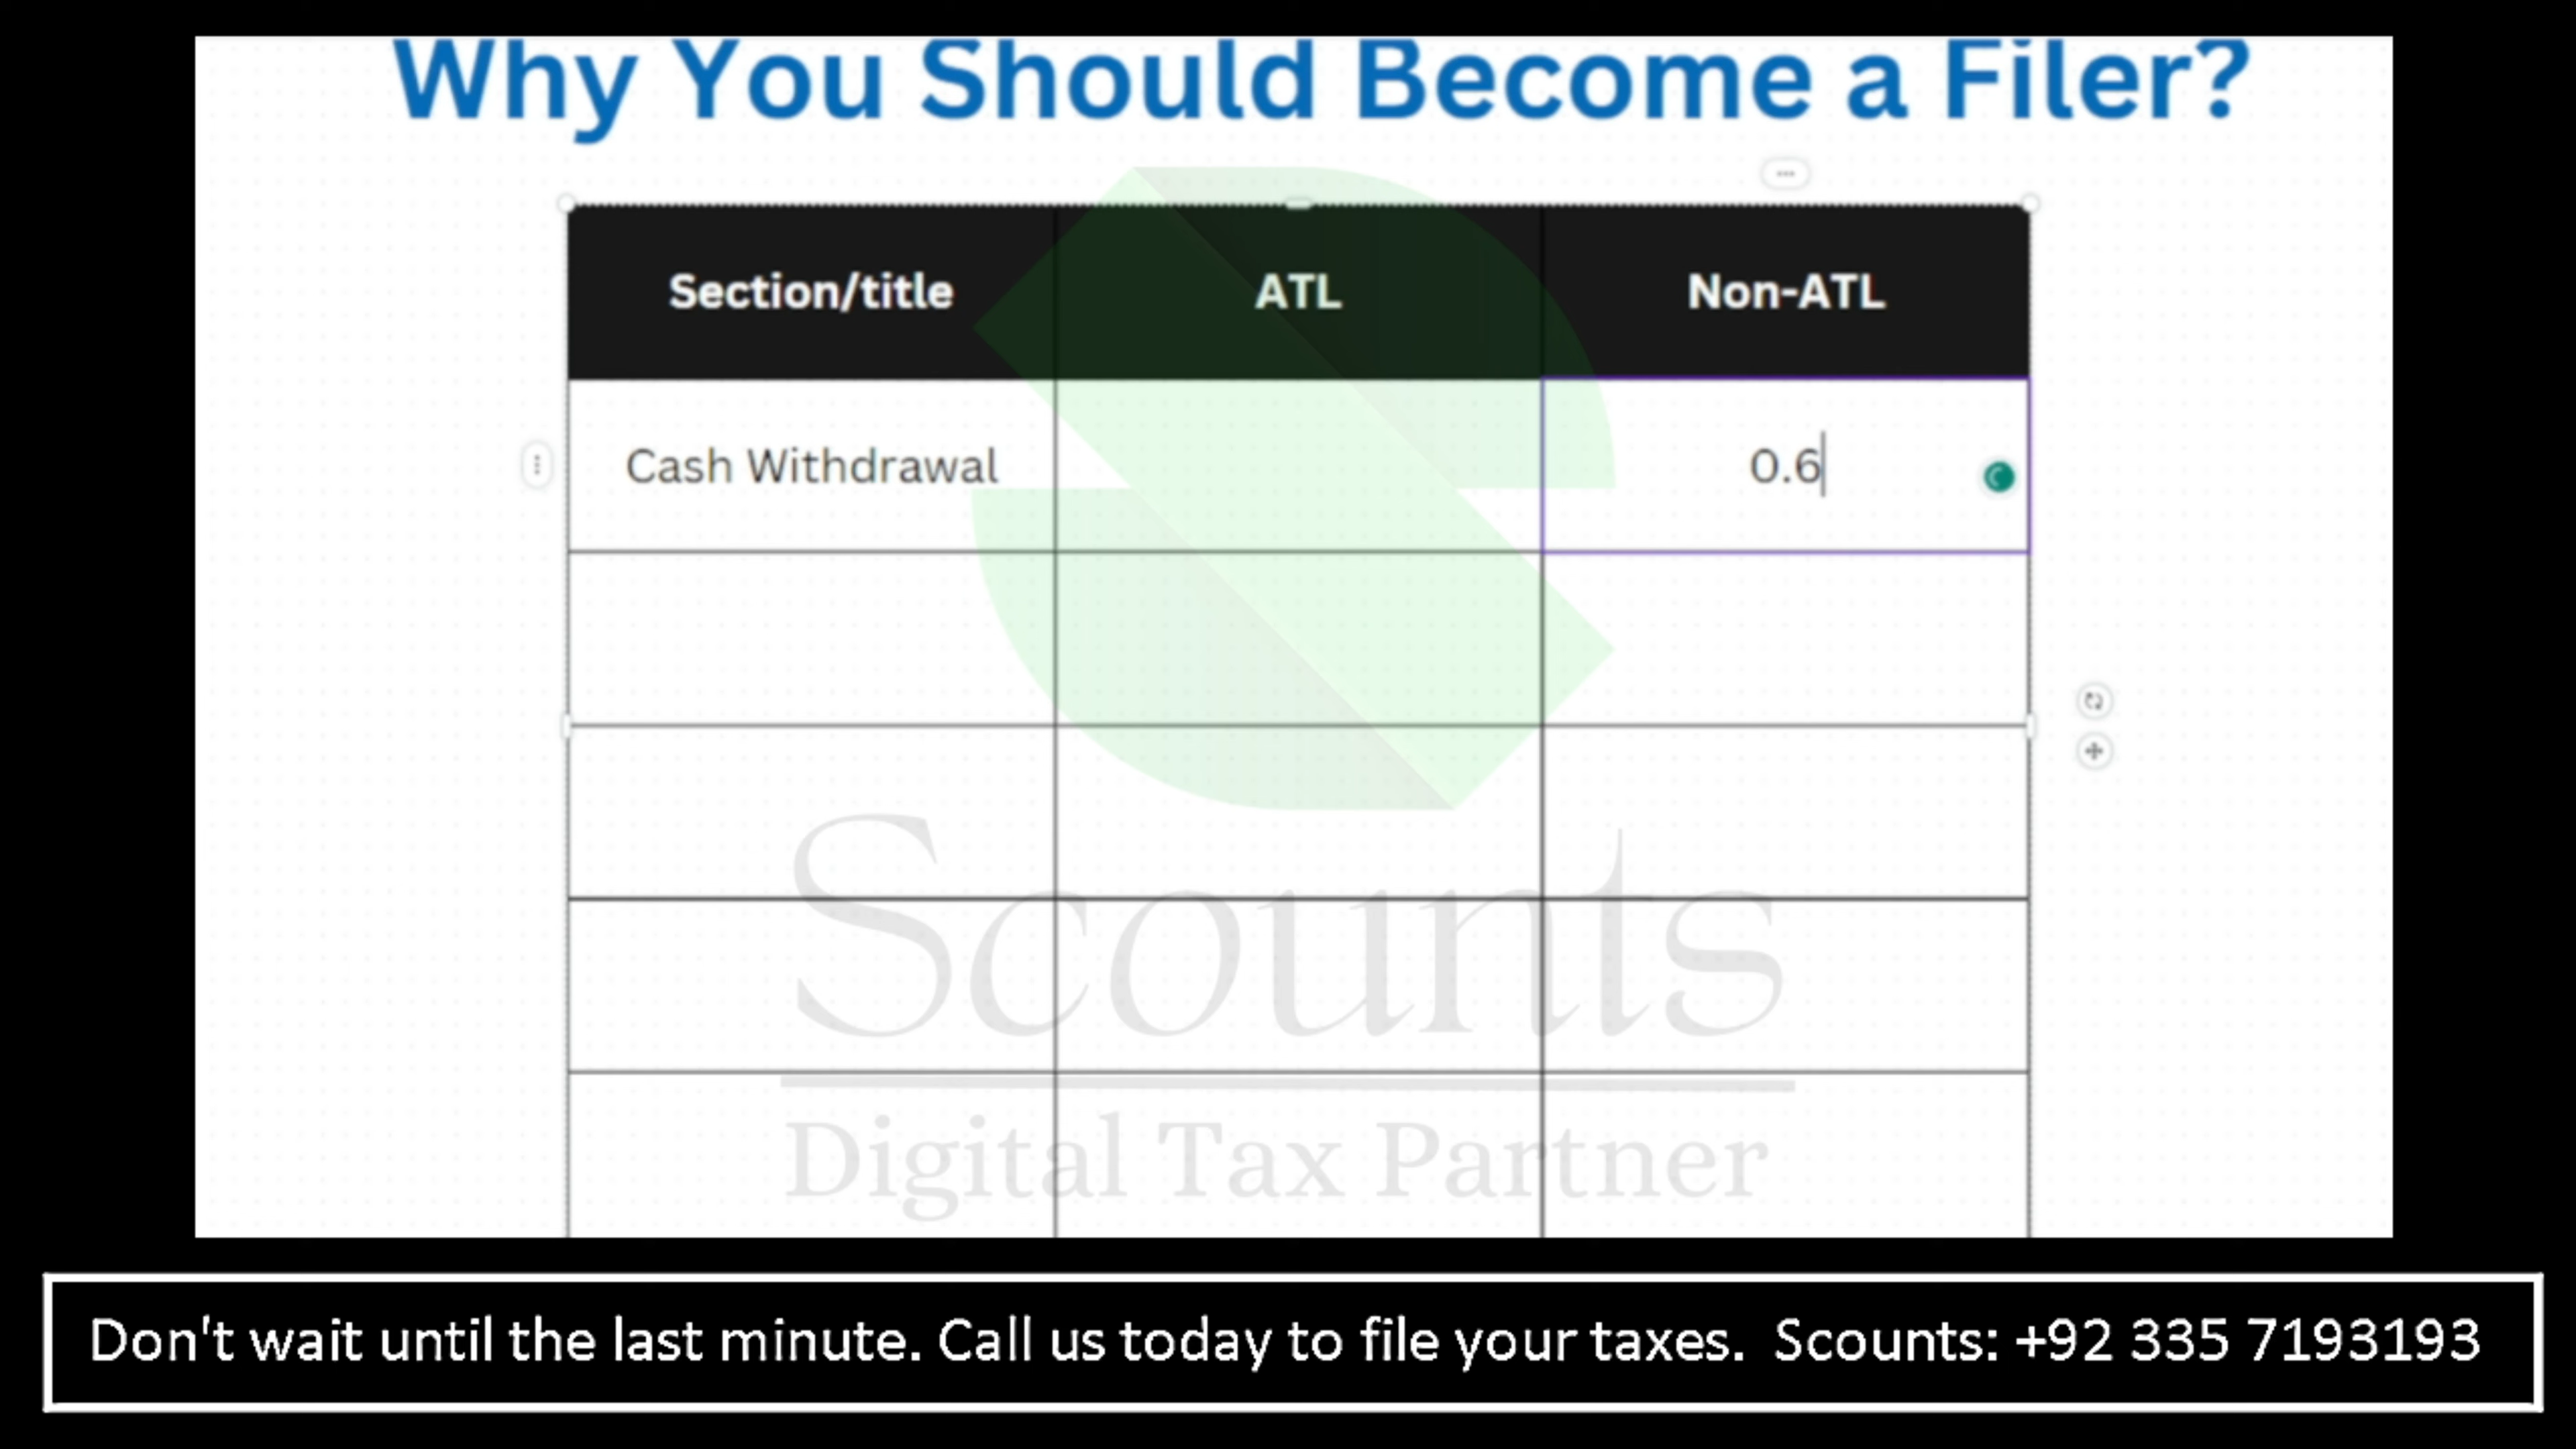 Why You Should Become a Filer?
Section/title ATL Non-ATL
Cash Withdrawal 0.6
Scounts
Digital Tax Partner
Don't wait until the last minute. Call us today to file your taxes. Scounts: +92 335 7193193